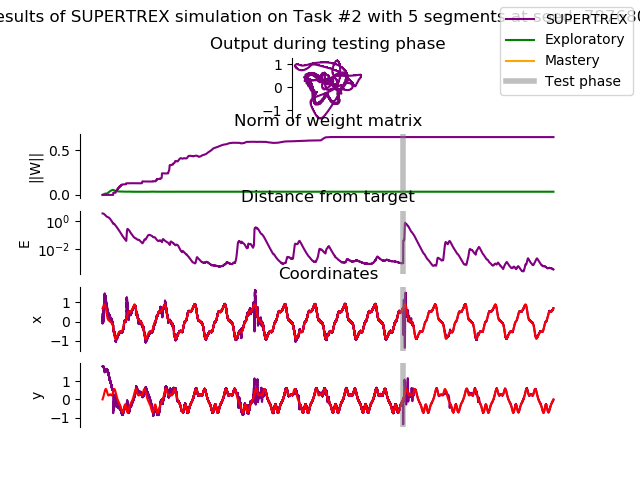 esults of SUPERTREX simulation on Task #2 with 5 segments at seed
SUPERTREX
Exploratory
Mastery
Test phase
Output during testing phase
1
0
−1
Norm of weight matrix
||W||
0.5
0.0
Distance from target
E
10⁰
10⁻²
Coordinates
x
1
0
−1
y
1
0
−1